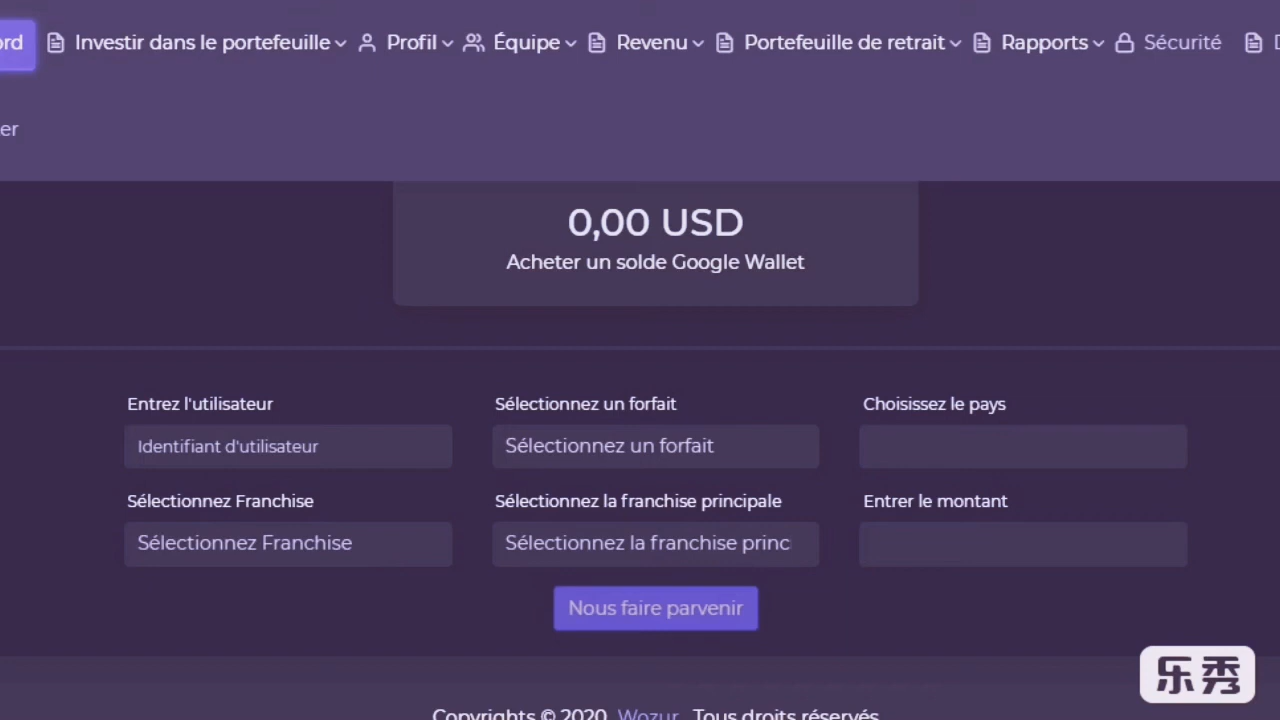 ord Investir dans le portefeuille Profil Équipe Revenu Portefeuille de retrait Rapports Sécurité D
er
0,00 USD
Acheter un solde Google Wallet
Entrez l'utilisateur Sélectionnez un forfait Choisissez le pays
Identifiant d'utilisateur Sélectionnez un forfait
Sélectionnez Franchise Sélectionnez la franchise principale Entrer le montant
Sélectionnez Franchise Sélectionnez la franchise princ
Nous faire parvenir
乐秀
Copyrights © 2020 Wozur. Tous droits réservés